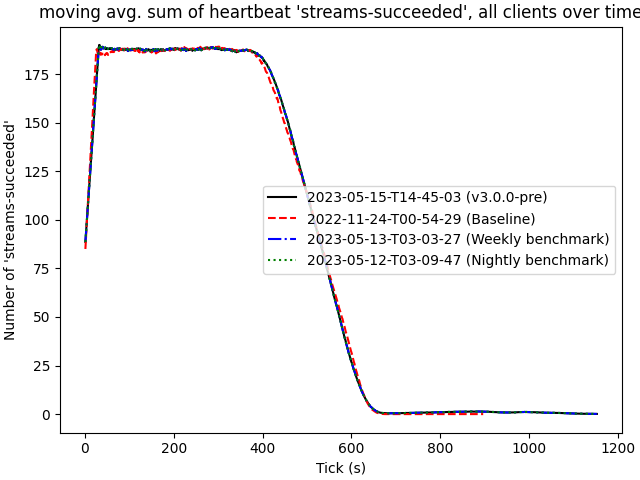 moving avg. sum of heartbeat 'streams-succeeded', all clients over time
Number of 'streams-succeeded'
175
150
125
100
75
50
25
0
2023-05-15-T14-45-03 (v3.0.0-pre)
2022-11-24-T00-54-29 (Baseline)
2023-05-13-T03-03-27 (Weekly benchmark)
2023-05-12-T03-09-47 (Nightly benchmark)
0 200 400 600 800 1000 1200
Tick (s)